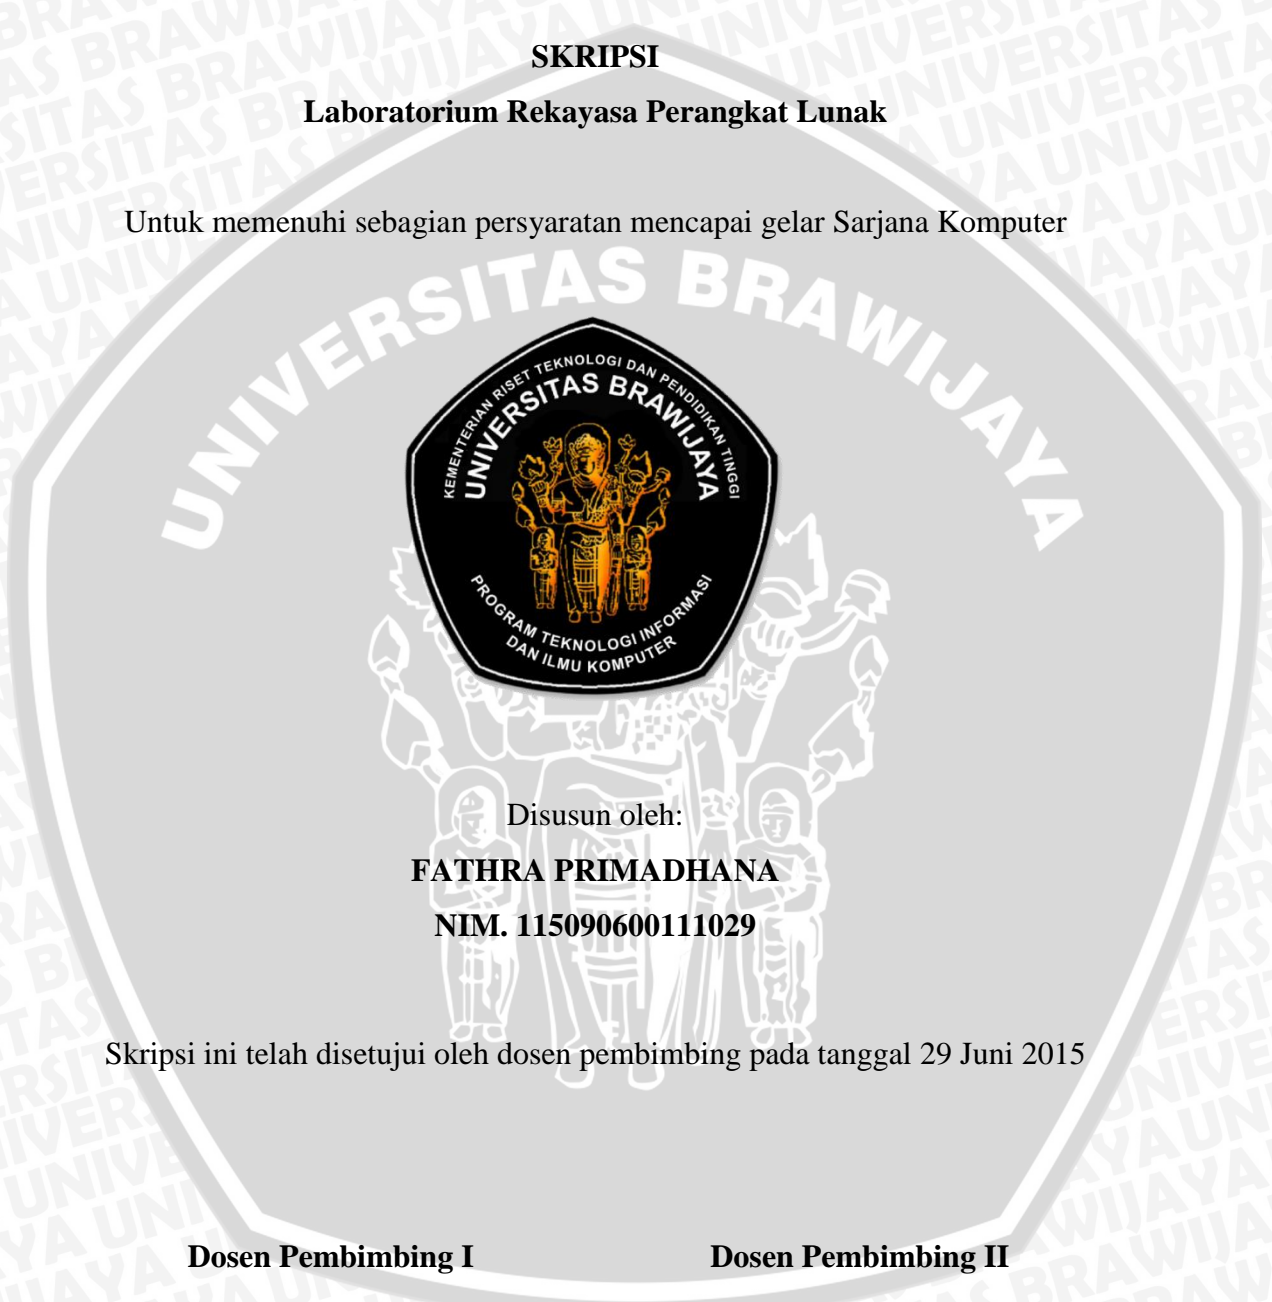 SKRIPSI
Laboratorium Rekayasa Perangkat Lunak
Untuk memenuhi sebagian persyaratan mencapai gelar Sarjana Komputer
UNIVERSITAS BRAWIJAYA
KEMENTERIAN RISET TEKNOLOGI DAN PENDIDIKAN TINGGI
UNIVERSITAS BRAWIJAYA
PROGRAM TEKNOLOGI INFORMASI
DAN ILMU KOMPUTER
Disusun oleh:
FATHRA PRIMADHANA
NIM. 115090600111029
Skripsi ini telah disetujui oleh dosen pembimbing pada tanggal 29 Juni 2015
Dosen Pembimbing I Dosen Pembimbing II